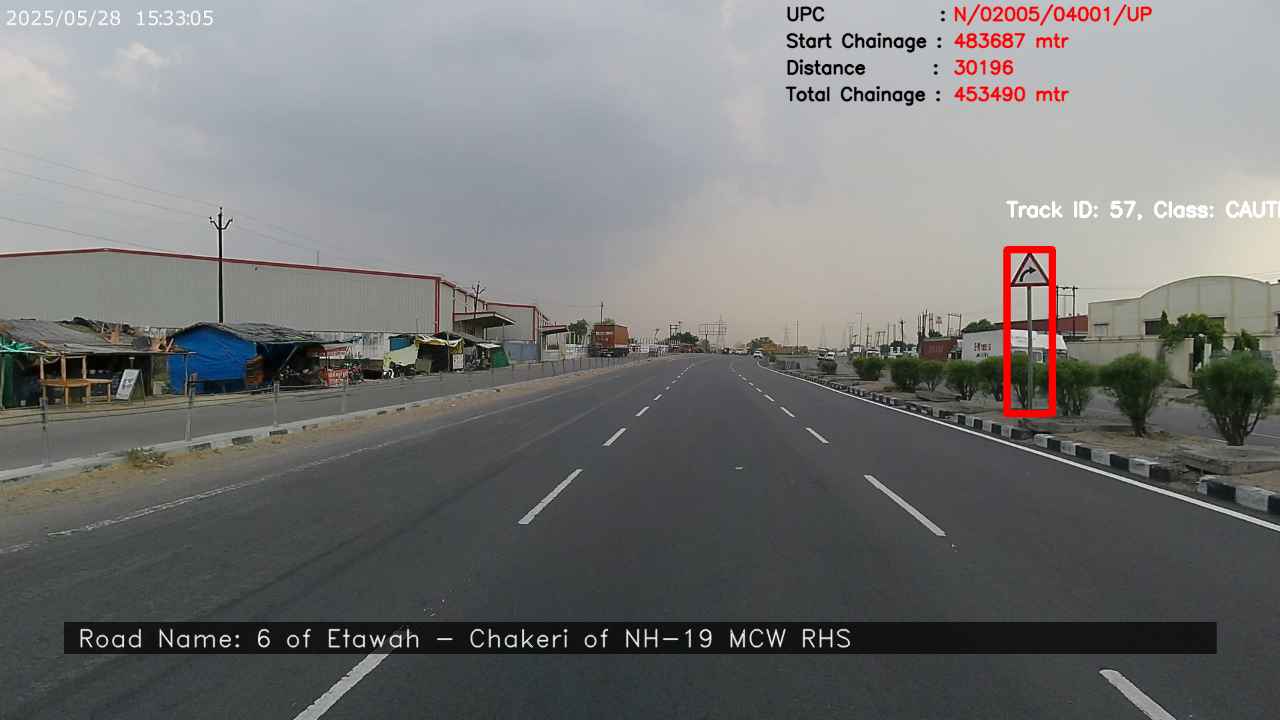 2025/05/28 15:33:05
UPC : N/02005/04001/UP
Start Chainage : 483687 mtr
Distance : 30196
Total Chainage : 453490 mtr
Track ID: 57, Class: CAUTI
Road Name: 6 of Etawah - Chakeri of NH-19 MCW RHS